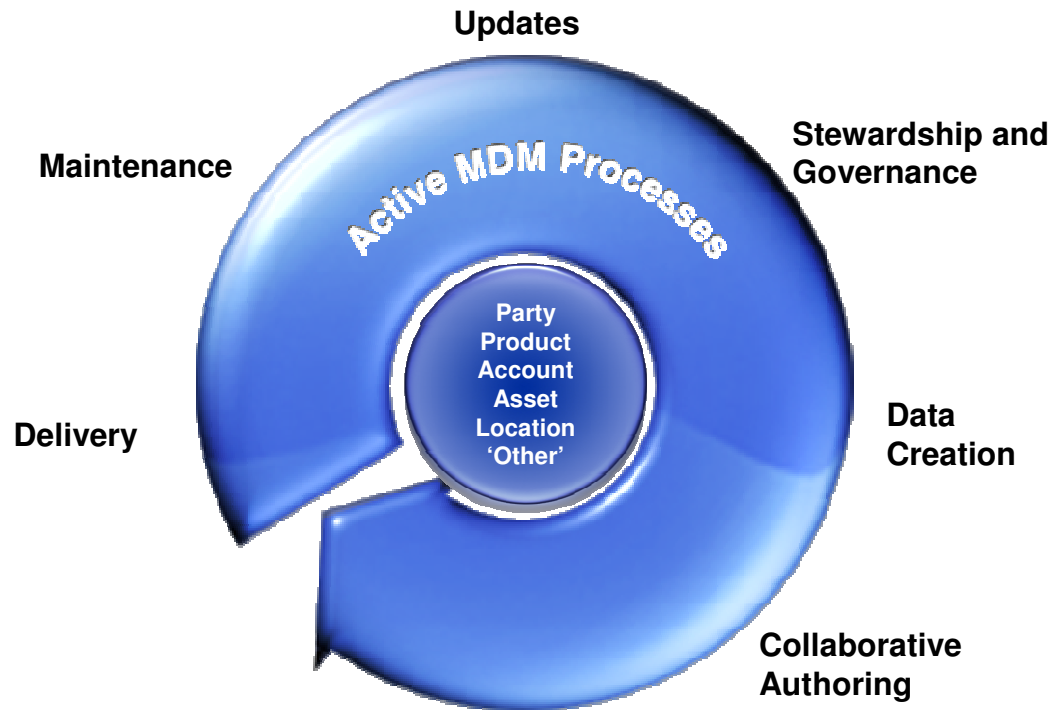 Updates
Stewardship and
Governance
Maintenance
Active MDM Processes
Party
Product
Account
Asset
Location
‘Other’
Delivery
Data
Creation
Collaborative
Authoring